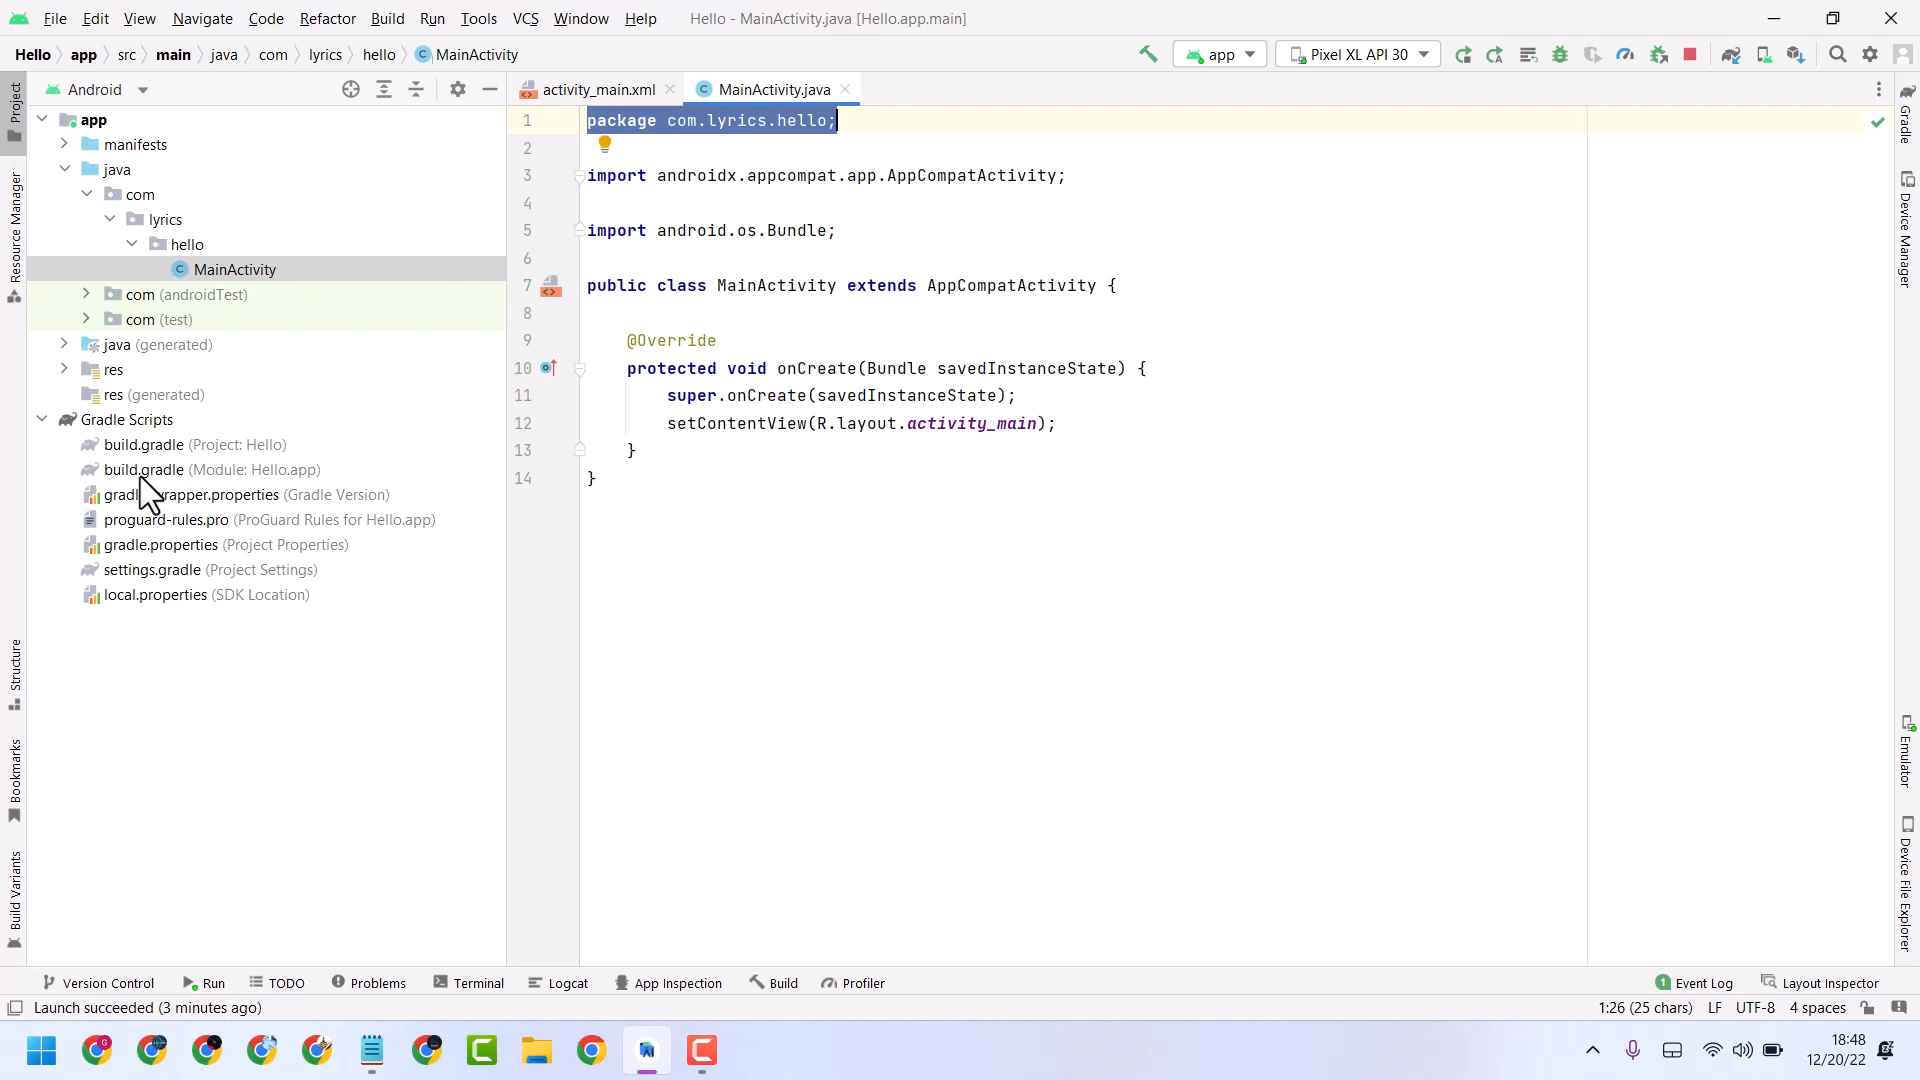 File Edit View Navigate Code Refactor Build Run Tools VCS Window Help Hello - MainActivity.java [Hello.app.main]
Hello app src main java com lyrics hello MainActivity app Pixel XL API 30
Android
activity_main.xml MainActivity.java
Project
Resource Manager
Structure
Bookmarks
Build Variants
app
manifests
java
com
lyrics
hello
MainActivity
com (androidTest)
com (test)
java (generated)
res
res (generated)
Gradle Scripts
build.gradle (Project: Hello)
build.gradle (Module: Hello.app)
rapper.properties (Gradle Version)
proguard-rules.pro (ProGuard Rules for Hello.app)
gradle.properties (Project Properties)
settings.gradle (Project Settings)
local.properties (SDK Location)
1 package com.lyrics.hello;
2
3 import androidx.appcompat.app.AppCompatActivity;
4
5 import android.os.Bundle;
6
7 public class MainActivity extends AppCompatActivity {
8
9 @Override
10 protected void onCreate(Bundle savedInstanceState) {
11 super.onCreate(savedInstanceState);
12 setContentView(R.layout.activity_main);
13 }
14 }
Gradle
Device Manager
Emulator
Device File Explorer
Version Control Run TODO Problems Terminal Logcat App Inspection Build Profiler 1 Event Log Layout Inspector
Launch succeeded (3 minutes ago) 1:26 (25 chars) LF UTF-8 4 spaces
18:48
12/20/22